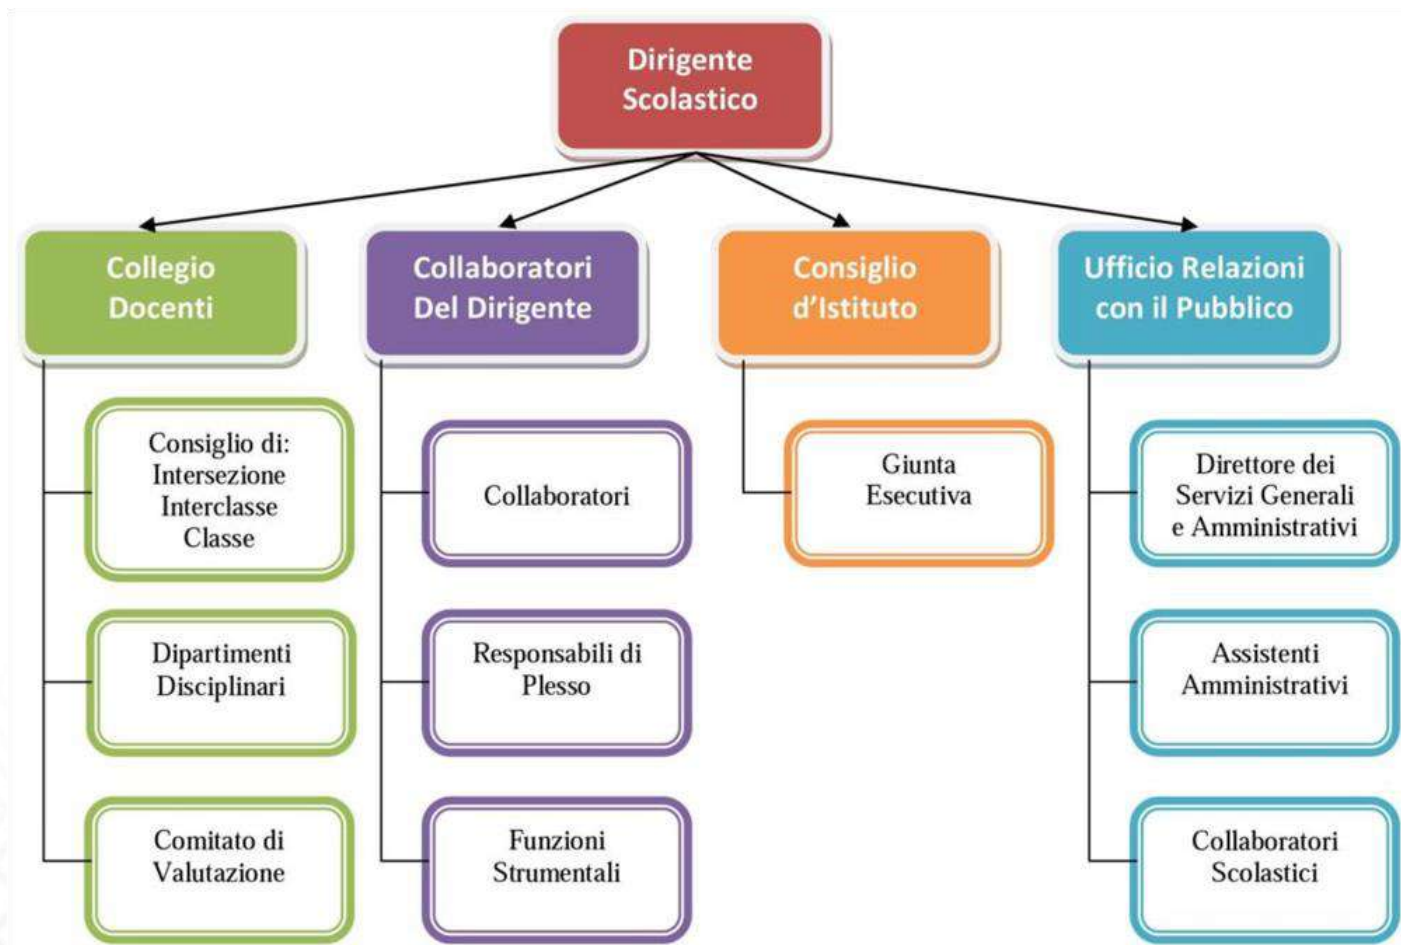 Dirigente
Scolastico
Collegio
Docenti
Collaboratori
Del Dirigente
Consiglio
d’Istituto
Ufficio Relazioni
con il Pubblico
Consiglio di:
Intersezione
Interclasse
Classe
Collaboratori
Giunta
Esecutiva
Direttore dei
Servizi Generali
e Amministrativi
Dipartimenti
Disciplinari
Responsabili di
Plesso
Assistenti
Amministrativi
Comitato di
Valutazione
Funzioni
Strumentali
Collaboratori
Scolastici